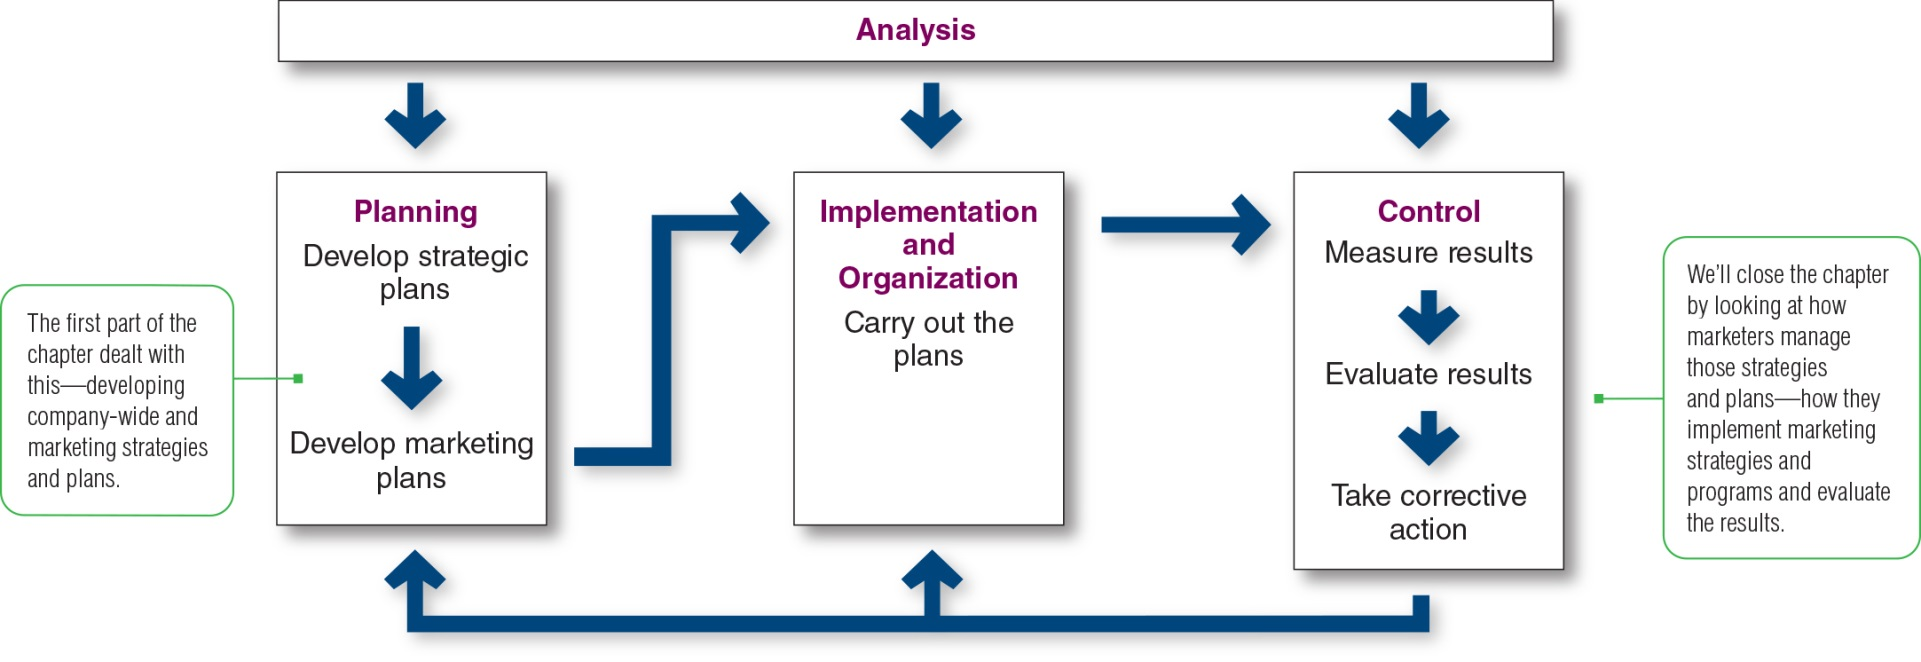 Analysis
Planning
Develop strategic
plans
Develop marketing
plans
Implementation
and
Organization
Carry out the
plans
Control
Measure results
Evaluate results
Take corrective
action
The first part of the
chapter dealt with
this—developing
company-wide and
marketing strategies
and plans.
We’ll close the chapter
by looking at how
marketers manage
those strategies
and plans—how they
implement marketing
strategies and
programs and evaluate
the results.